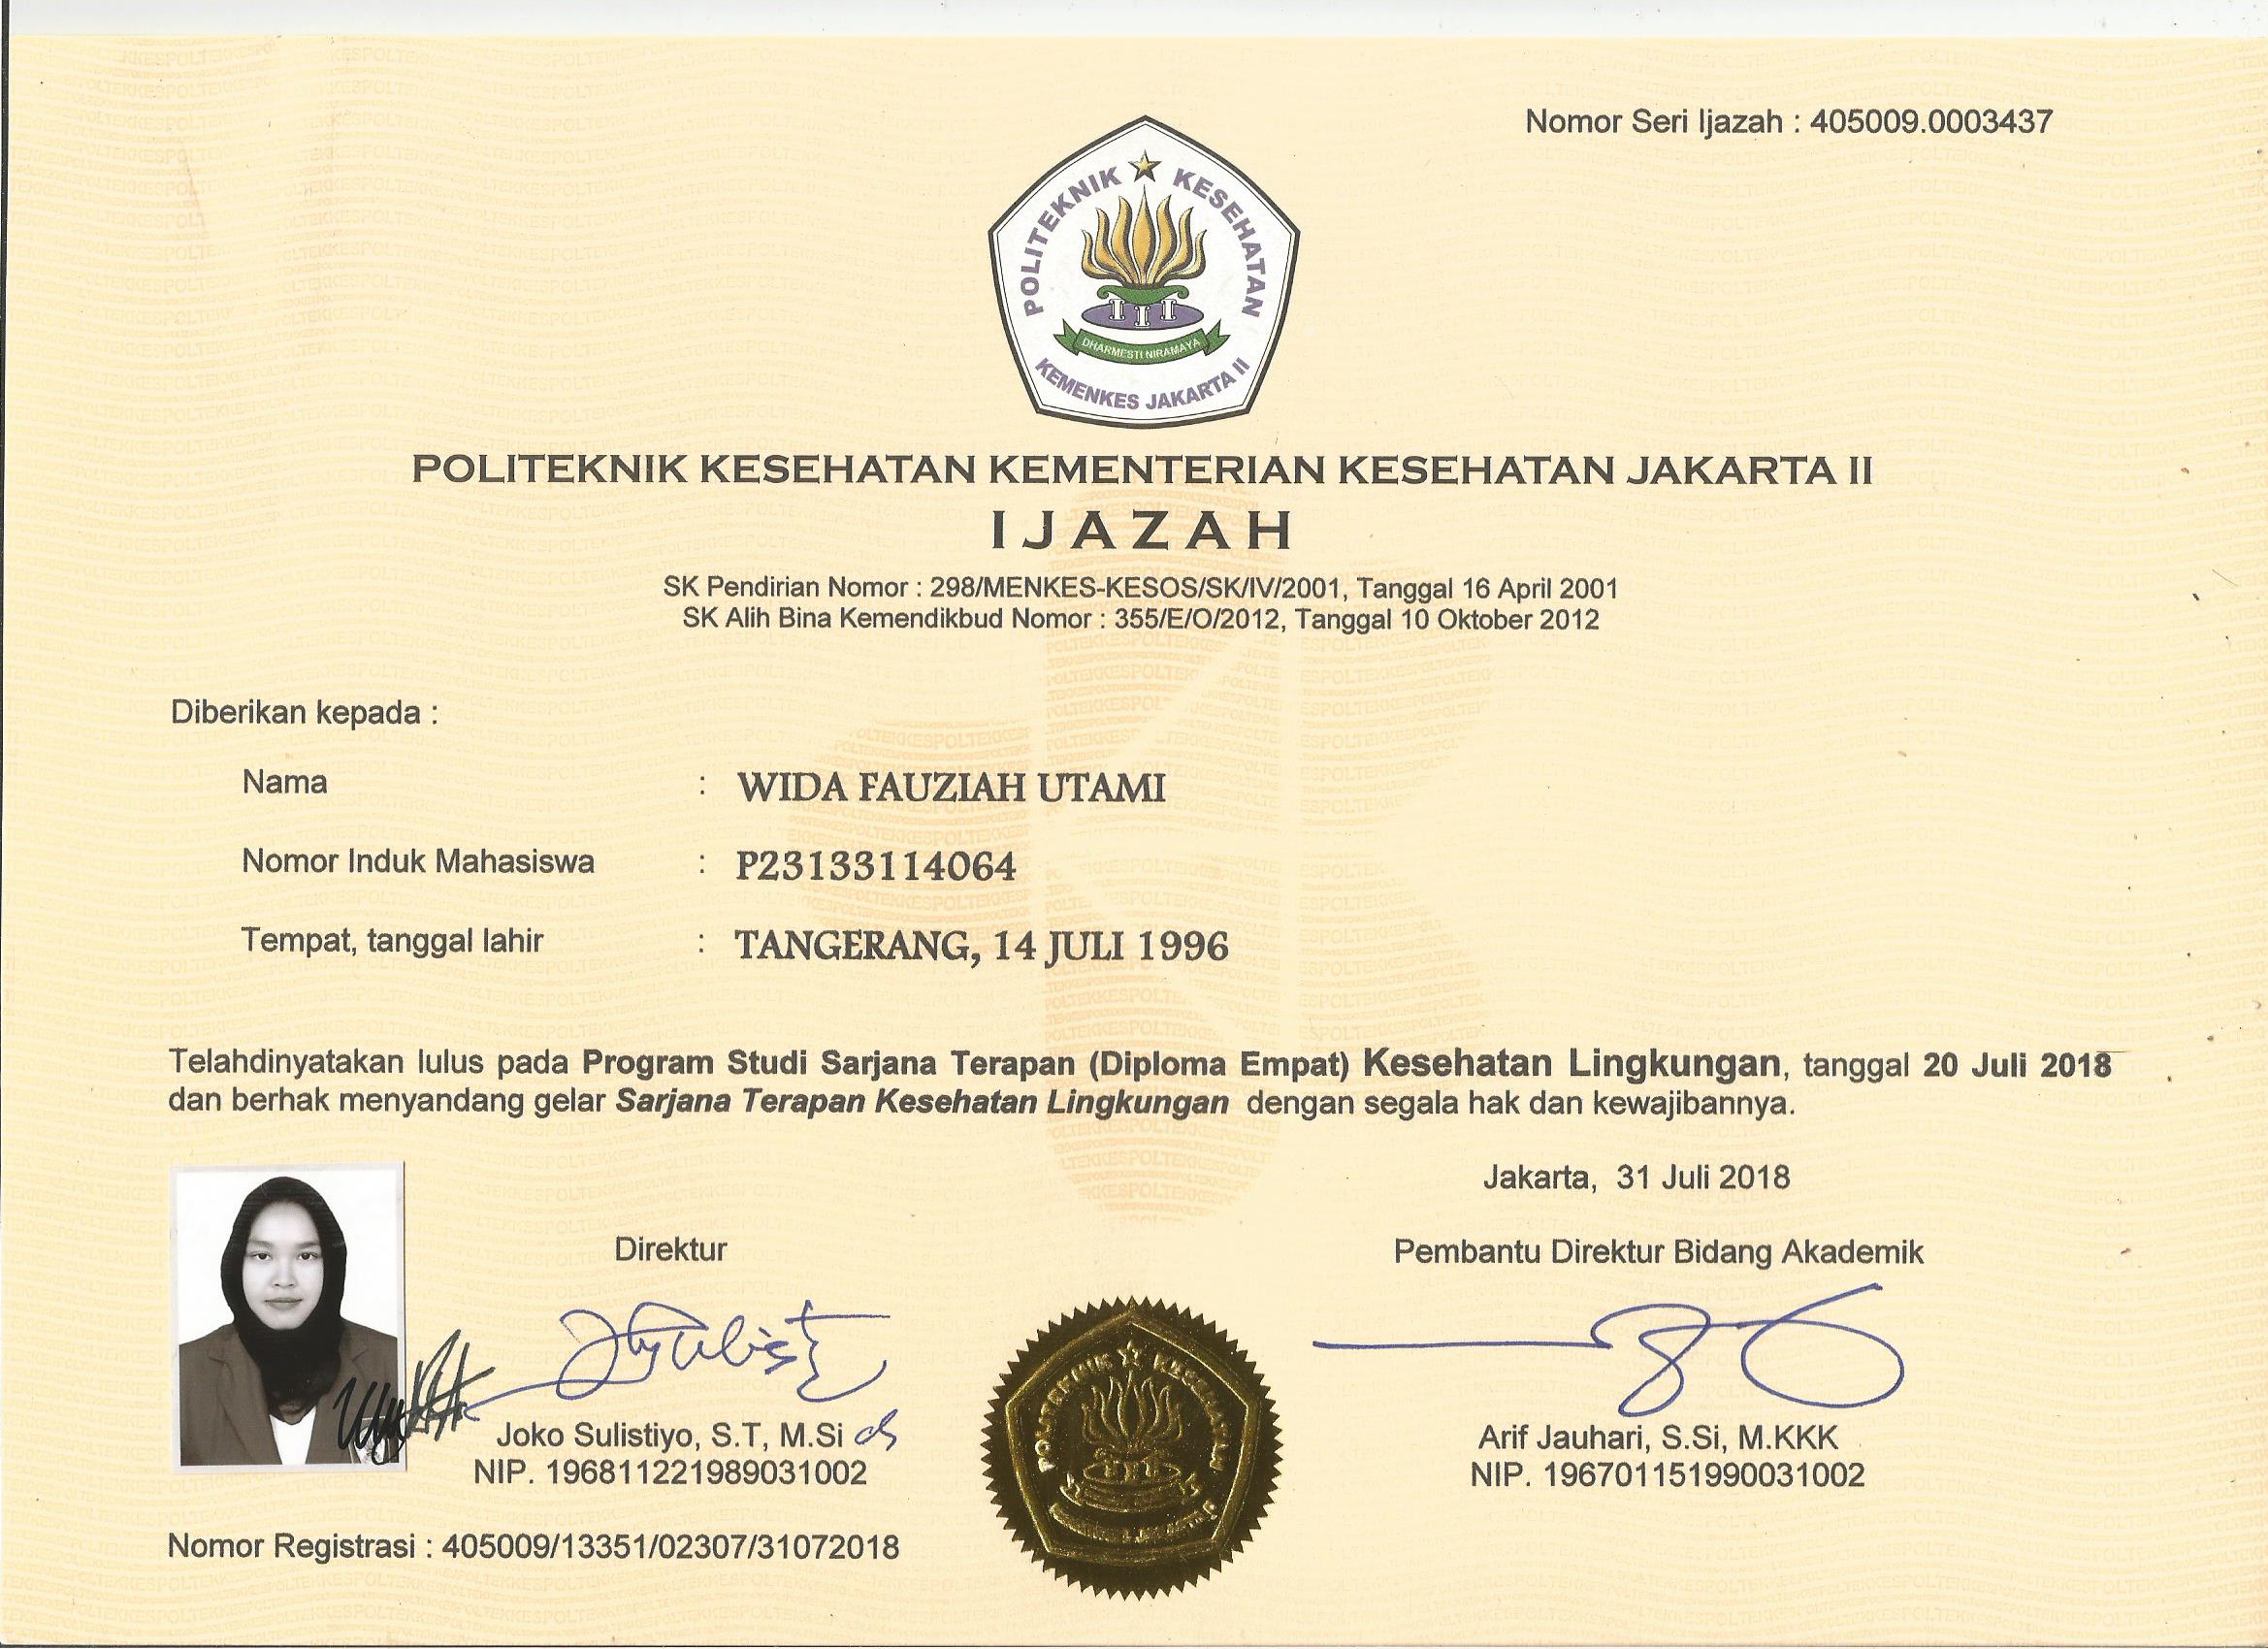 Nomor Seri Ijazah : 405009.0003437
POLITEKNIK KESEHATAN
DHARMESTI NIRAMAYA
KEMENKES JAKARTA II
POLITEKNIK KESEHATAN KEMENTERIAN KESEHATAN JAKARTA II
IJAZAH
SK Pendirian Nomor : 298/MENKES-KESOS/SK/IV/2001, Tanggal 16 April 2001
SK Alih Bina Kemendikbud Nomor : 355/E/O/2012, Tanggal 10 Oktober 2012
Diberikan kepada :
Nama : WIDA FAUZIAH UTAMI
Nomor Induk Mahasiswa : P23133114064
Tempat, tanggal lahir : TANGERANG, 14 JULI 1996
Telahdinyatakan lulus pada Program Studi Sarjana Terapan (Diploma Empat) Kesehatan Lingkungan, tanggal 20 Juli 2018
dan berhak menyandang gelar Sarjana Terapan Kesehatan Lingkungan dengan segala hak dan kewajibannya.
Jakarta, 31 Juli 2018
Direktur
Pembantu Direktur Bidang Akademik
POLITEKNIK KESEHATAN
Joko Sulistiyo, S.T, M.Si
NIP. 196811221989031002
Arif Jauhari, S.Si, M.KKK
NIP. 196701151990031002
Nomor Registrasi : 405009/13351/02307/31072018